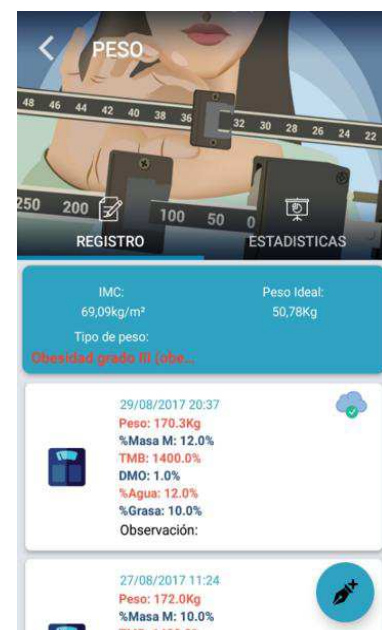 PESO
48 46 44 42 40 38 36 32 30 28 26 24 22
250 200 100 50 0
REGISTRO ESTADISTICAS
IMC: Peso Ideal:
69,09kg/m² 50,78Kg
Tipo de peso:
Obesidad grado III (obe...
29/08/2017 20:37
Peso: 170.3Kg
%Masa M: 12.0%
TMB: 1400.0%
DMO: 1.0%
%Agua: 12.0%
%Grasa: 10.0%
Observación:
27/08/2017 11:24
Peso: 172.0Kg
%Masa M: 10.0%